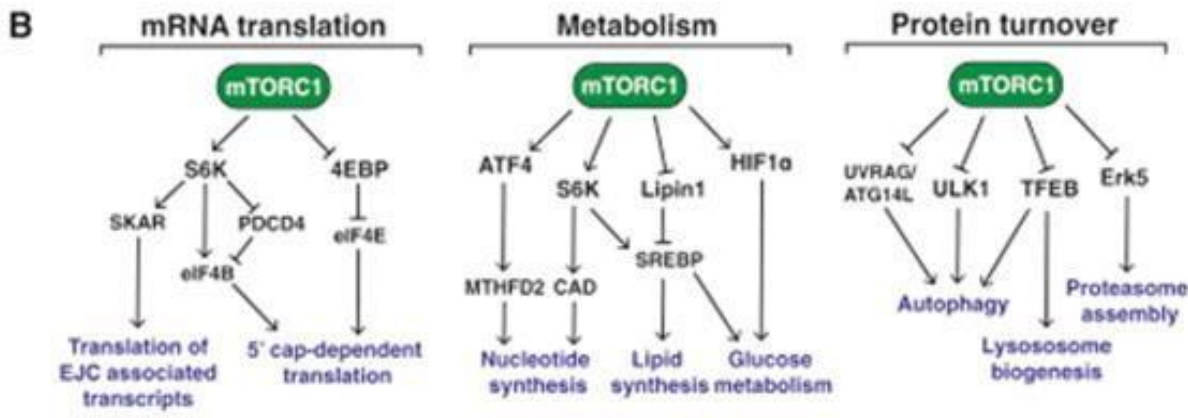 B
mRNA translation
mTORC1
S6K
4EBP
SKAR
PDCD4
eIF4E
eIF4B
Translation of
EJC associated
transcripts
5' cap-dependent
translation
Metabolism
mTORC1
ATF4
S6K
Lipin1
HIF1α
SREBP
MTHFD2
CAD
Nucleotide
synthesis
Lipid
synthesis
Glucose
metabolism
Protein turnover
mTORC1
UVRAG/
ATG14L
ULK1
TFEB
Erk5
Autophagy
Proteasome
assembly
Lysososome
biogenesis